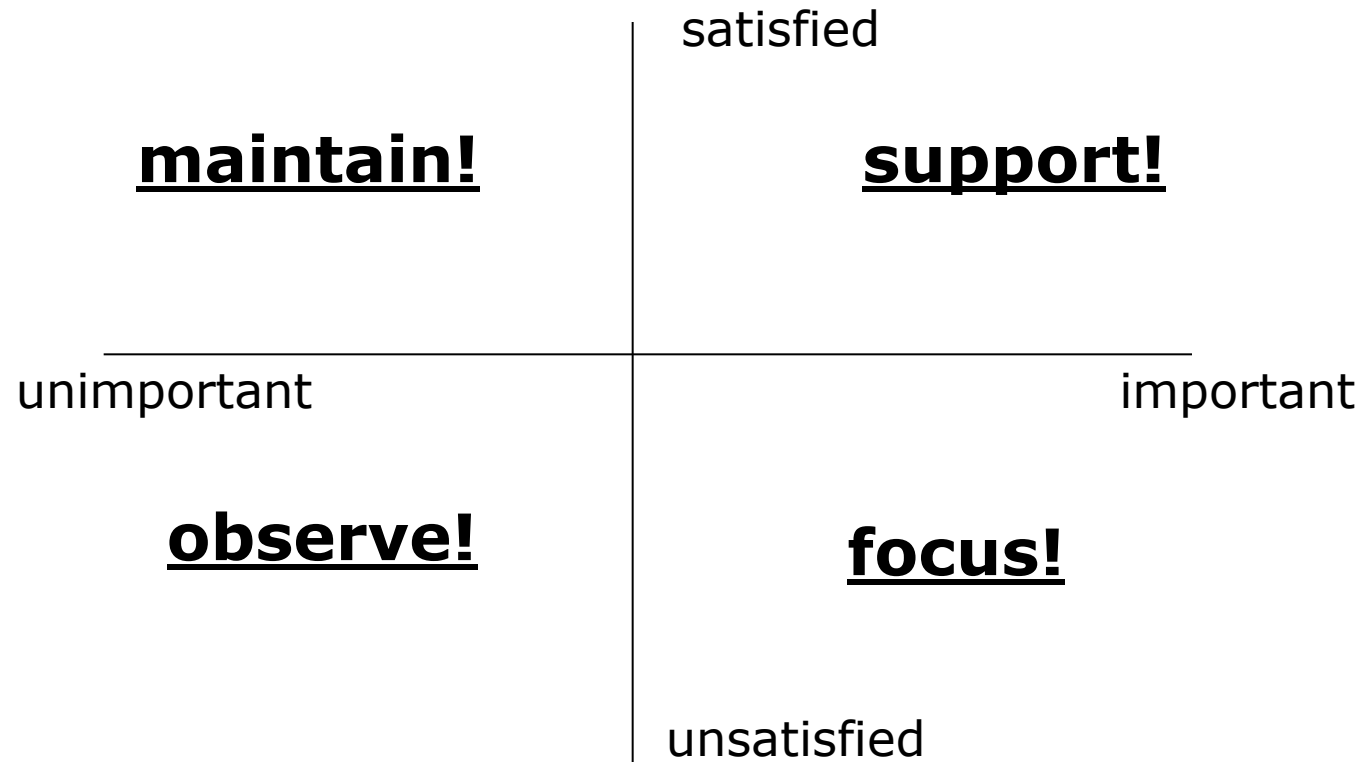 satisfied
maintain!
support!
unimportant
important
observe!
focus!
unsatisfied